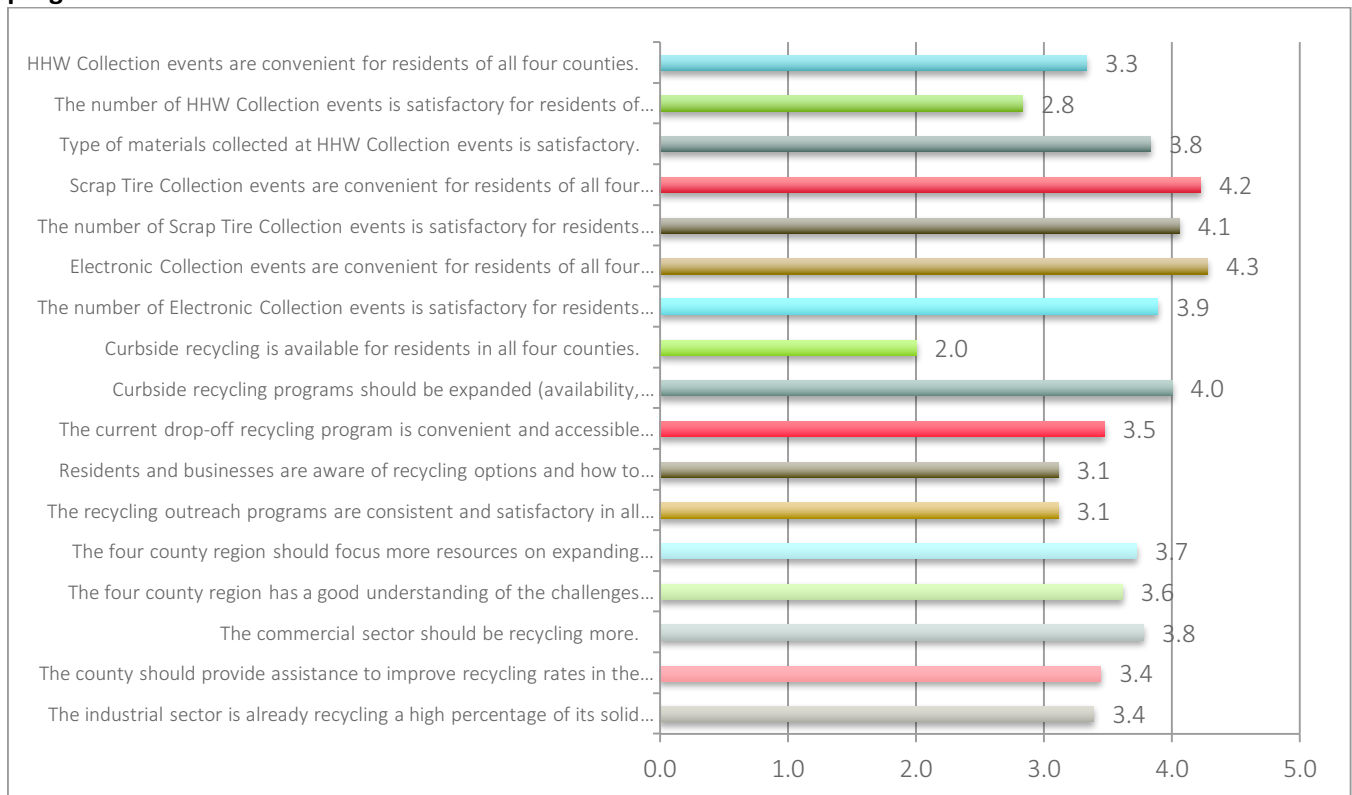 HHW Collection events are convenient for residents of all four counties. 3.3
The number of HHW Collection events is satisfactory for residents of… 2.8
Type of materials collected at HHW Collection events is satisfactory. 3.8
Scrap Tire Collection events are convenient for residents of all four… 4.2
The number of Scrap Tire Collection events is satisfactory for residents… 4.1
Electronic Collection events are convenient for residents of all four… 4.3
The number of Electronic Collection events is satisfactory for residents… 3.9
Curbside recycling is available for residents in all four counties. 2.0
Curbside recycling programs should be expanded (availability,… 4.0
The current drop-off recycling program is convenient and accessible… 3.5
Residents and businesses are aware of recycling options and how to… 3.1
The recycling outreach programs are consistent and satisfactory in all… 3.1
The four county region should focus more resources on expanding… 3.7
The four county region has a good understanding of the challenges… 3.6
The commercial sector should be recycling more. 3.8
The county should provide assistance to improve recycling rates in the… 3.4
The industrial sector is already recycling a high percentage of its solid… 3.4
0.0 1.0 2.0 3.0 4.0 5.0